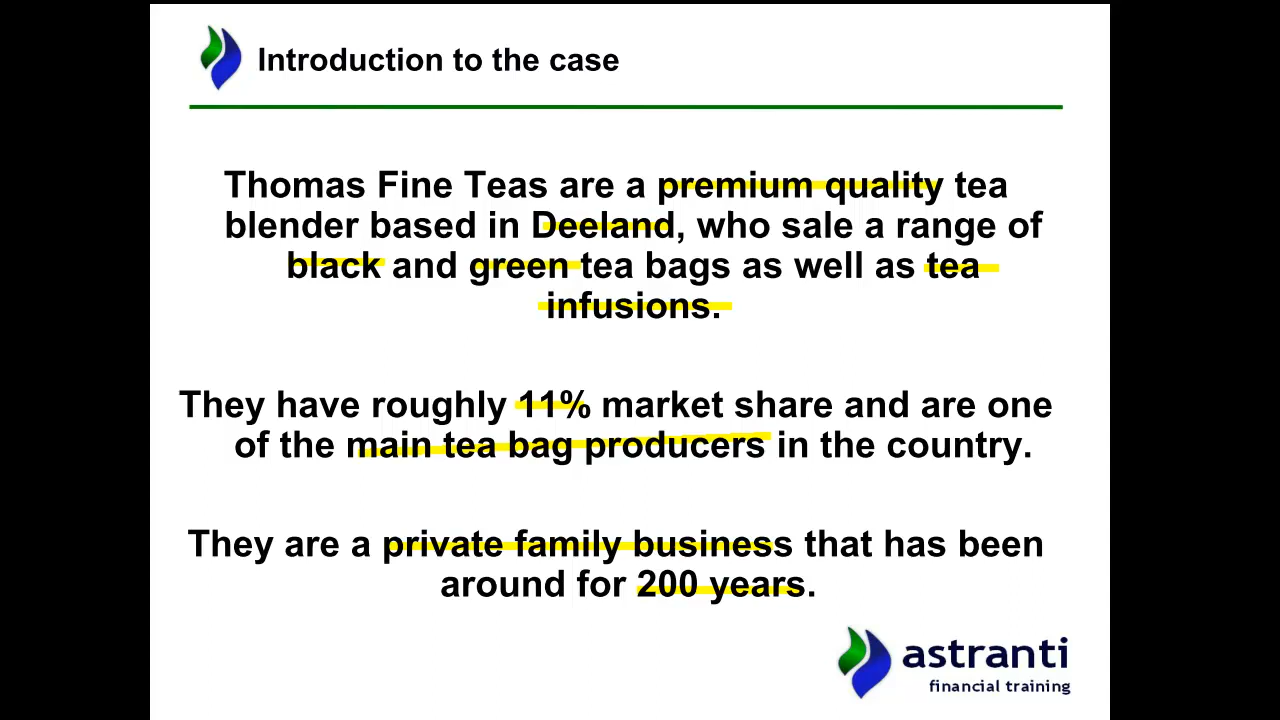 Introduction to the case
Thomas Fine Teas are a premium quality tea
blender based in Deeland, who sale a range of
black and green tea bags as well as tea
infusions.
They have roughly 11% market share and are one
of the main tea bag producers in the country.
They are a private family business that has been
around for 200 years.
astranti
financial training